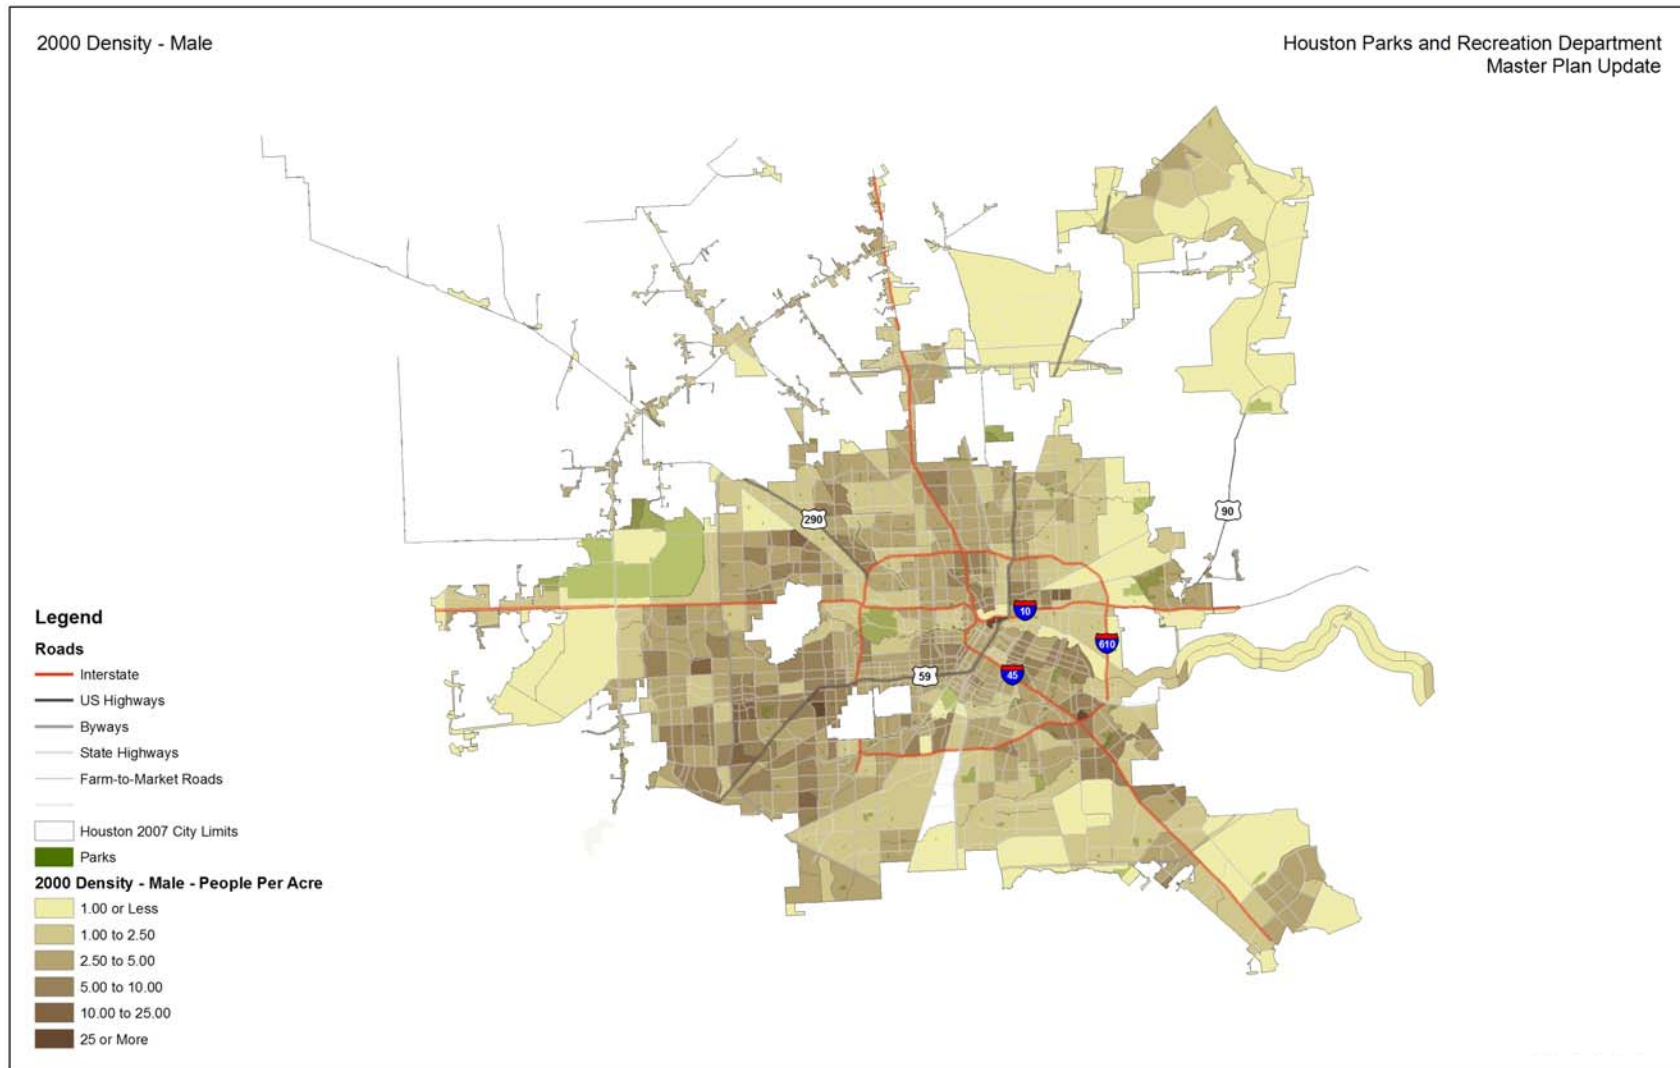 2000 Density - Male
Houston Parks and Recreation Department
Master Plan Update
290
90
10
610
59
45
Legend
Roads
Interstate
US Highways
Byways
State Highways
Farm-to-Market Roads
Houston 2007 City Limits
Parks
2000 Density - Male - People Per Acre
1.00 or Less
1.00 to 2.50
2.50 to 5.00
5.00 to 10.00
10.00 to 25.00
25 or More